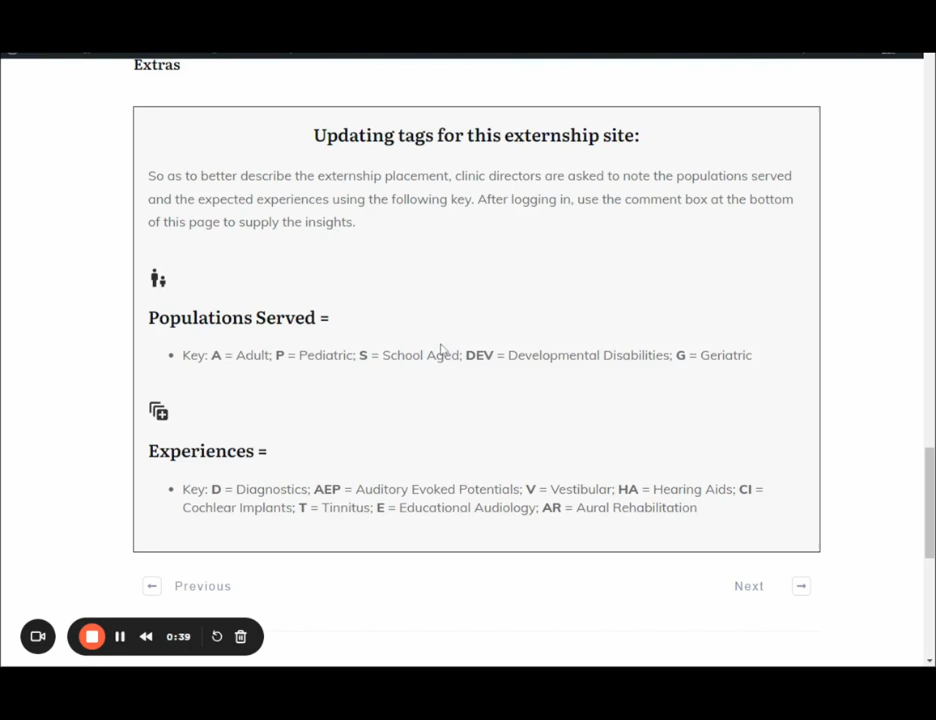 Extras
Updating tags for this externship site:
So as to better describe the externship placement, clinic directors are asked to note the populations served
and the expected experiences using the following key. After logging in, use the comment box at the bottom
of this page to supply the insights.
Populations Served =
• Key: A = Adult; P = Pediatric; S = School Aged; DEV = Developmental Disabilities; G = Geriatric
Experiences =
• Key: D = Diagnostics; AEP = Auditory Evoked Potentials; V = Vestibular; HA = Hearing Aids; CI =
Cochlear Implants; T = Tinnitus; E = Educational Audiology; AR = Aural Rehabilitation
Previous
Next
0:39